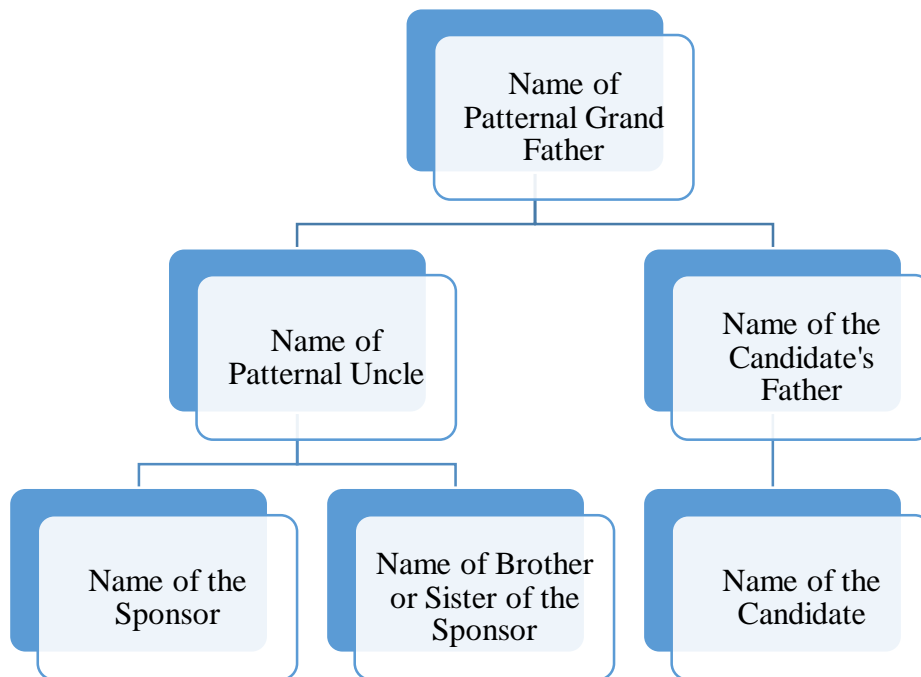 Name of
Patternal Grand
Father
Name of
Patternal Uncle
Name of the
Candidate's
Father
Name of the
Sponsor
Name of Brother
or Sister of the
Sponsor
Name of the
Candidate